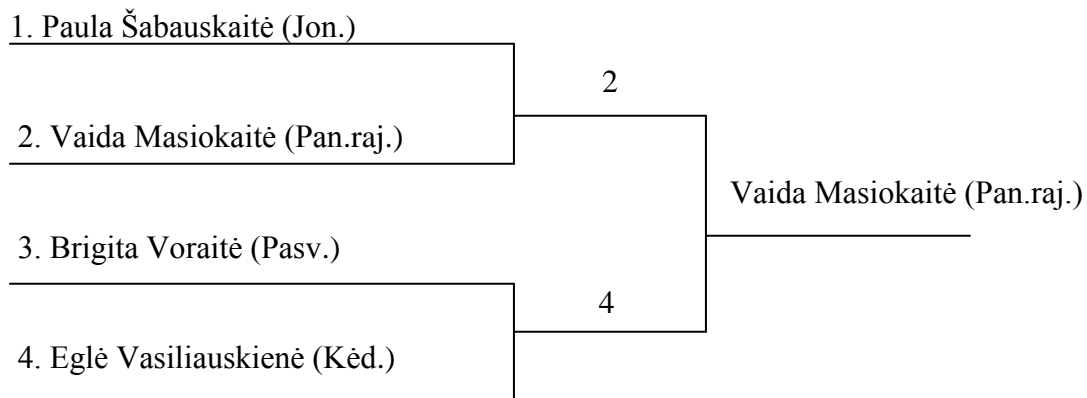 1. Paula Šabauskaitė (Jon.)
2
2. Vaida Masiokaitė (Pan.raj.)
Vaida Masiokaitė (Pan.raj.)
3. Brigita Voraitė (Pasv.)
4
4. Eglė Vasiliauskienė (Kėd.)